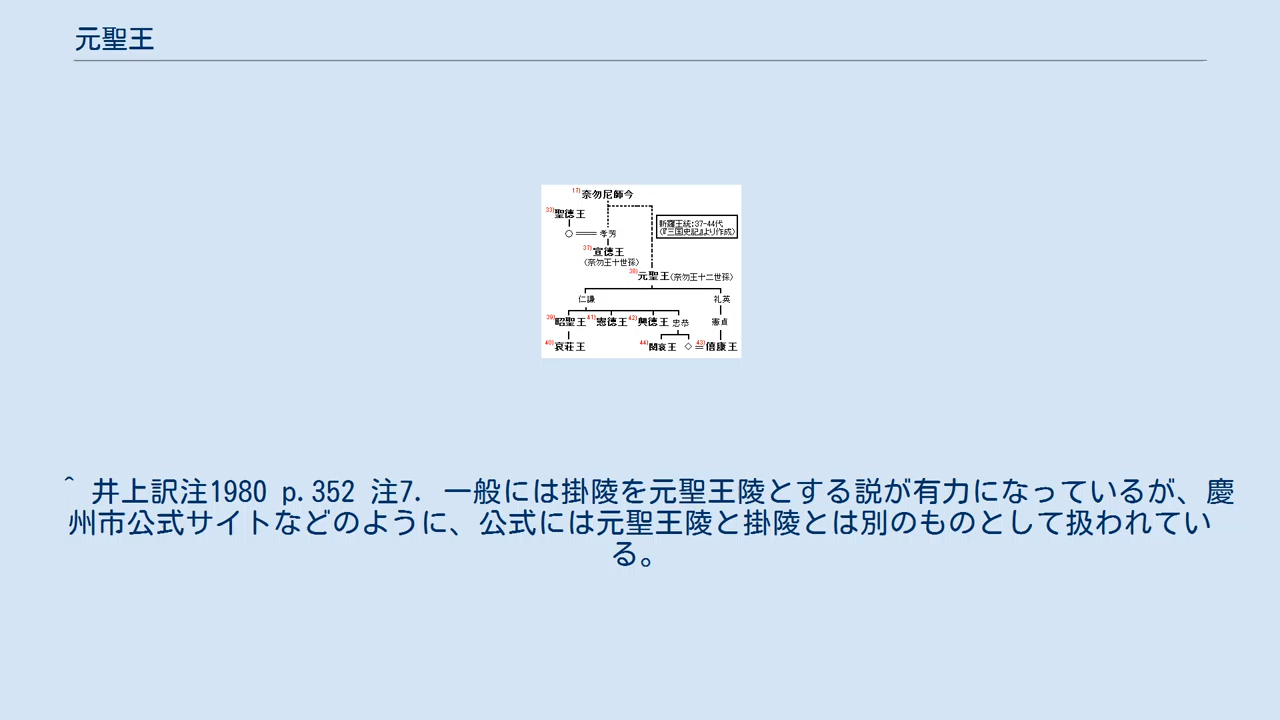 元聖王
17)奈勿尼師今
33)聖徳王
新羅王統:37-44代
(『三国史記』より作成)
孝芳
37)宣徳王
(奈勿王十世孫)
38)元聖王(奈勿王十二世孫)
仁謙 礼英
39)昭聖王 41)憲徳王 42)興徳王 忠恭 憲貞
40)哀荘王 44)閔哀王 43)僖康王
^ 井上訳注1980 p.352 注7. 一般には掛陵を元聖王陵とする説が有力になっているが、慶
州市公式サイトなどのように、公式には元聖王陵と掛陵とは別のものとして扱われてい
る。